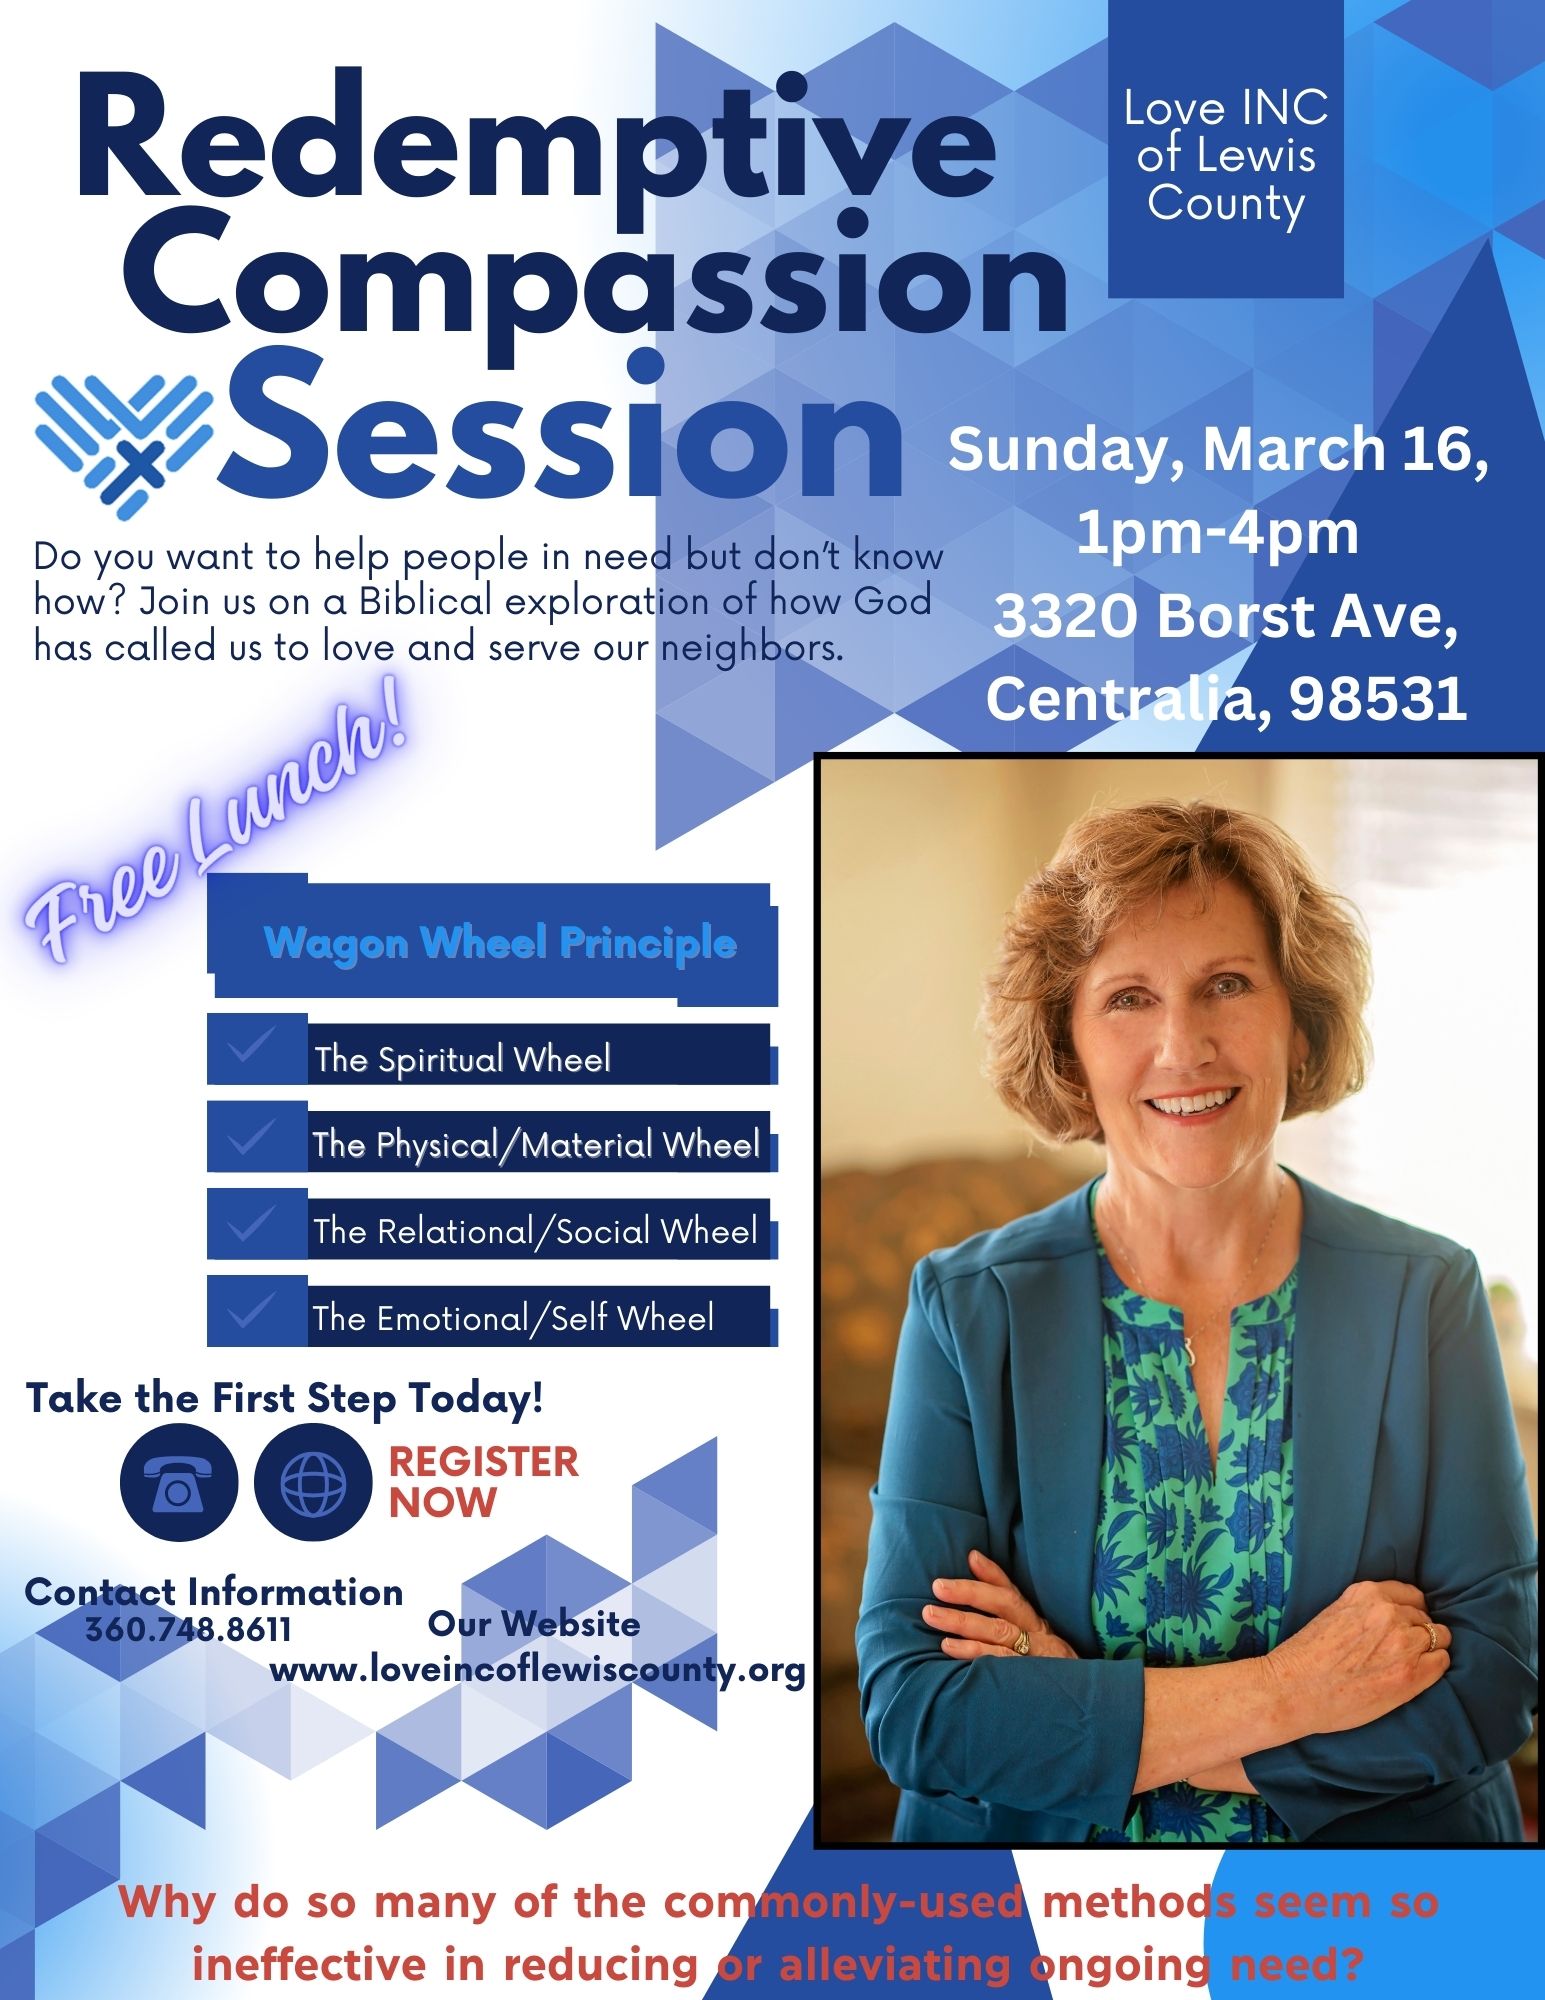 Redemptive
Compassion
Session
Love INC
of Lewis
County
Sunday, March 16,
1pm-4pm
3320 Borst Ave,
Centralia, 98531
Do you want to help people in need but don't know
how? Join us on a Biblical exploration of how God
has called us to love and serve our neighbors.
Free Lunch!
Wagon Wheel Principle
The Spiritual Wheel
The Physical/Material Wheel
The Relational/Social Wheel
The Emotional/Self Wheel
Take the First Step Today!
REGISTER
NOW
Contact Information
360.748.8611
Our Website
www.loveincoflewiscounty.org
Why do so many of the commonly-used methods seem so
ineffective in reducing or alleviating ongoing need?